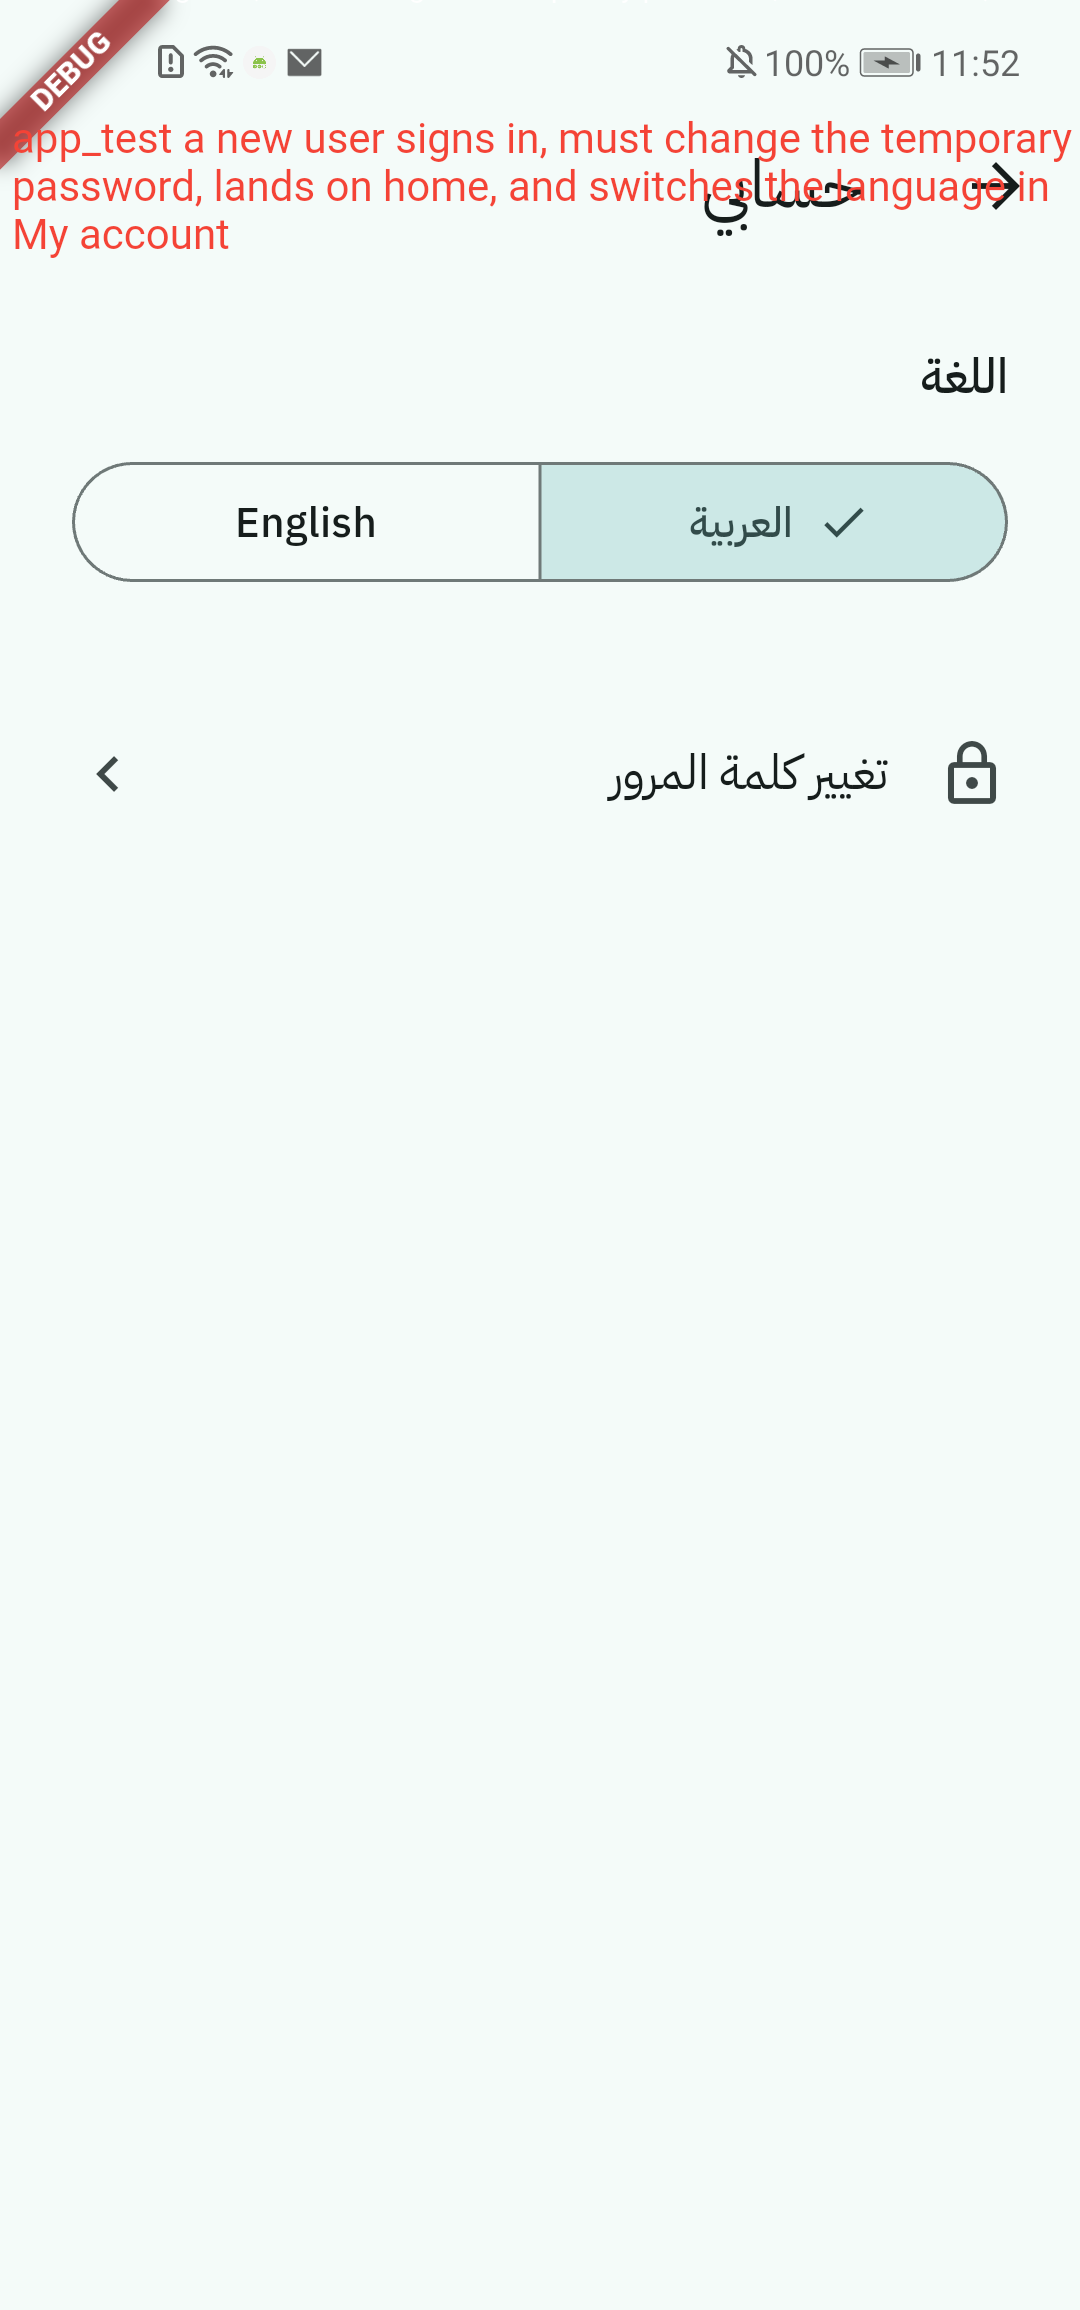 DEBUG
100% 11:52
app_test a new user signs in, must change the temporary
password, lands on home, and switches the language in
My account
حسابي
اللغة
العربية
English
تغيير كلمة المرور